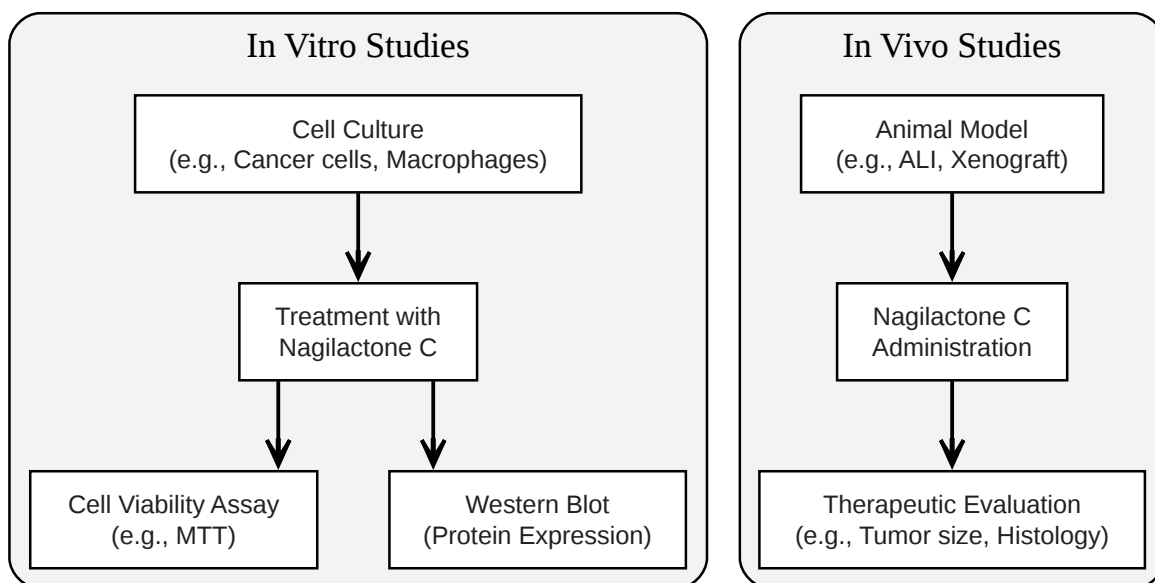 In Vitro Studies
Cell Culture
(e.g., Cancer cells, Macrophages)
Treatment with
Nagilactone C
Cell Viability Assay
(e.g., MTT)
Western Blot
(Protein Expression)
In Vivo Studies
Animal Model
(e.g., ALI, Xenograft)
Nagilactone C
Administration
Therapeutic Evaluation
(e.g., Tumor size, Histology)